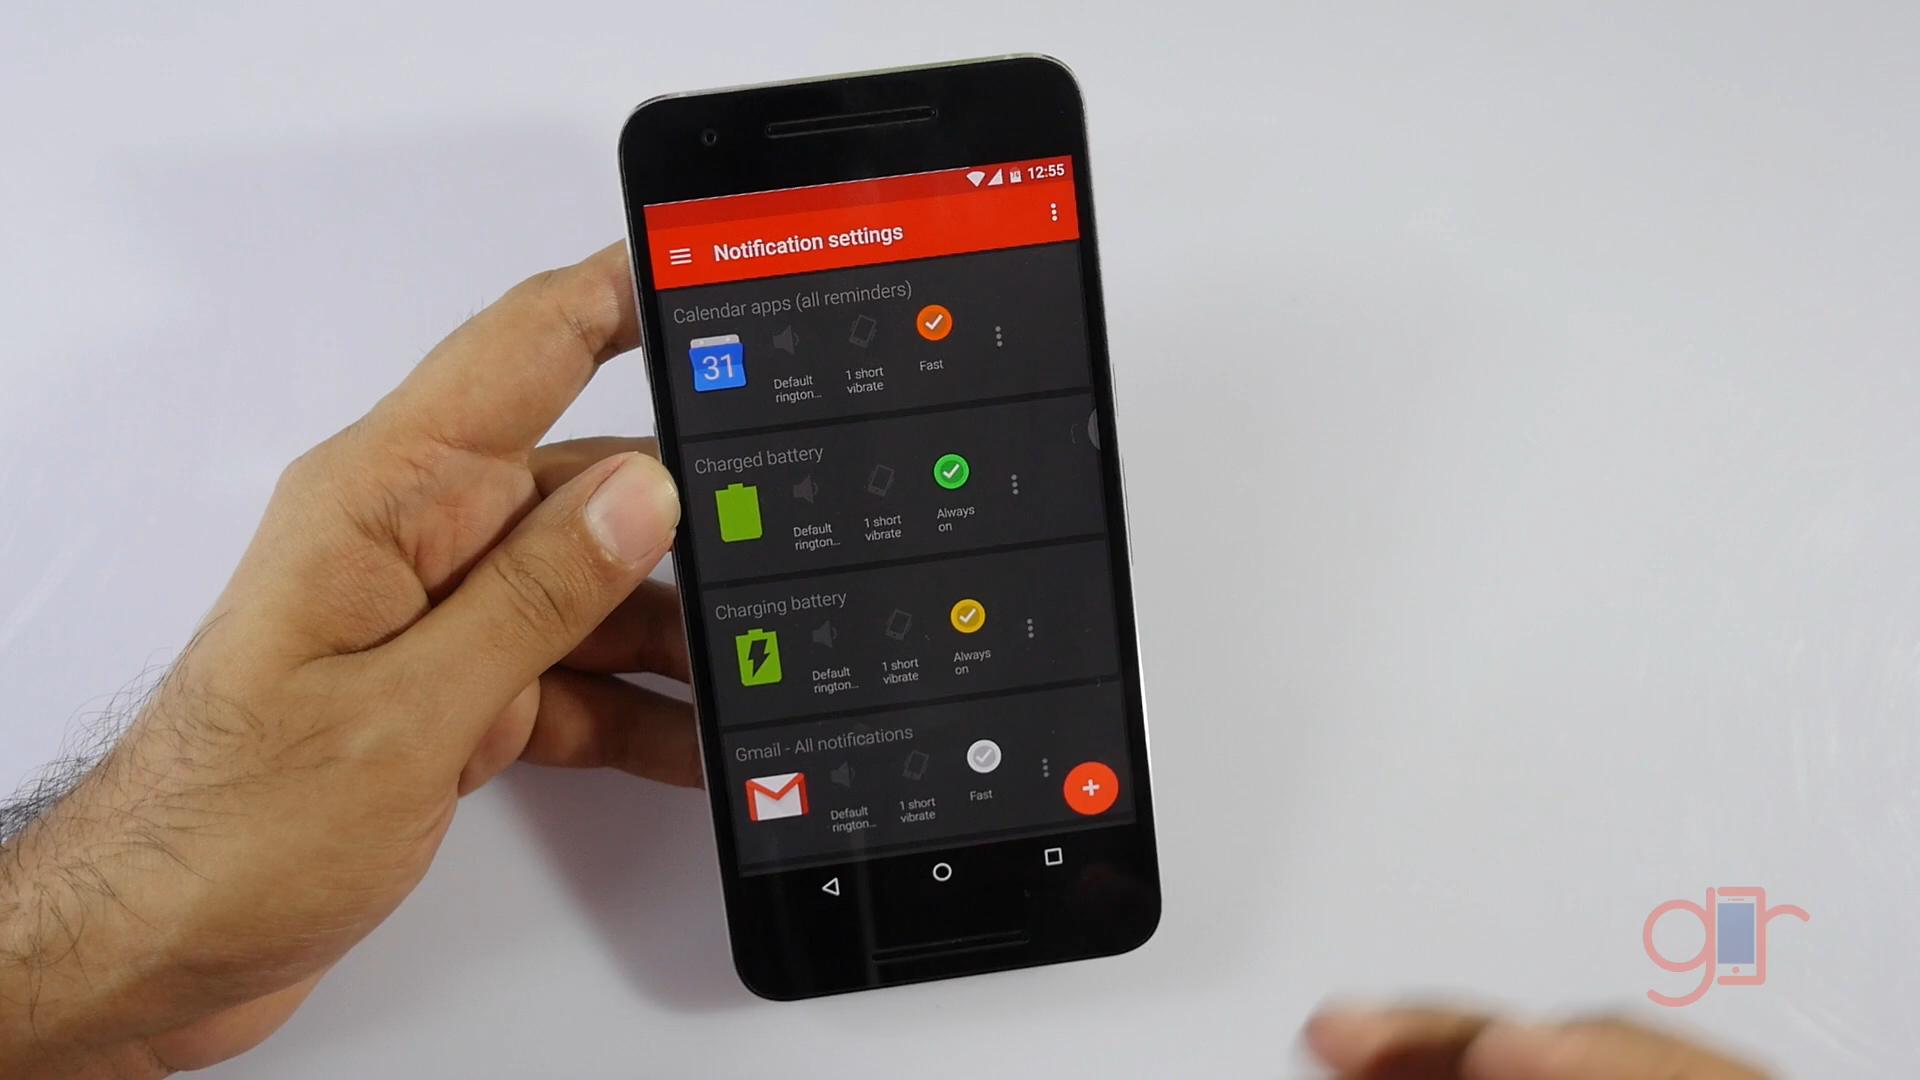 12:55
Notification settings
Calendar apps (all reminders)
31
Default
rington...
1 short
vibrate
Fast
Charged battery
Default
rington...
1 short
vibrate
Always
on
Charging battery
Default
rington...
1 short
vibrate
Always
on
Gmail - All notifications
Default
rington...
1 short
vibrate
Fast
gr